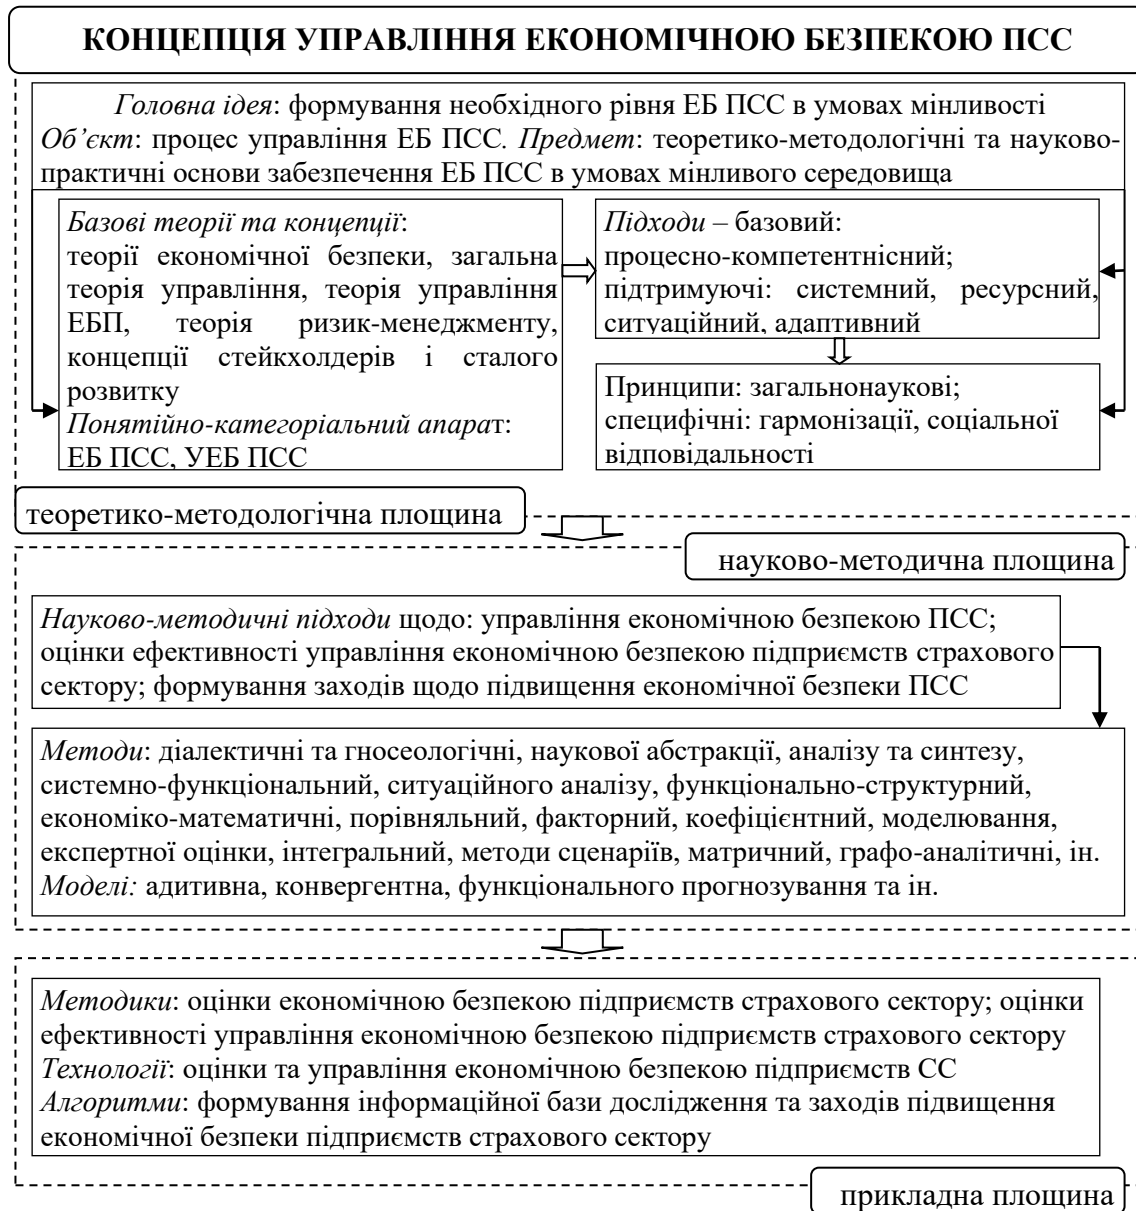 КОНЦЕПЦІЯ УПРАВЛІННЯ ЕКОНОМІЧНОЮ БЕЗПЕКОЮ ПСС
Головна ідея: формування необхідного рівня ЕБ ПСС в умовах мінливості
Об’єкт: процес управління ЕБ ПСС. Предмет: теоретико-методологічні та науково-
практичні основи забезпечення ЕБ ПСС в умовах мінливого середовища
Базові теорії та концепції:
теорії економічної безпеки, загальна
теорія управління, теорія управління
ЕБП, теорія ризик-менеджменту,
концепції стейкхолдерів і сталого
розвитку
Понятійно-категоріальний апарат:
ЕБ ПСС, УЕБ ПСС
Підходи – базовий:
процесно-компетентнісний;
підтримуючі: системний, ресурсний,
ситуаційний, адаптивний
Принципи: загальнонаукові;
специфічні: гармонізації, соціальної
відповідальності
теоретико-методологічна площина
науково-методична площина
Науково-методичні підходи щодо: управління економічною безпекою ПСС;
оцінки ефективності управління економічною безпекою підприємств страхового
сектору; формування заходів щодо підвищення економічної безпеки ПСС
Методи: діалектичні та гносеологічні, наукової абстракції, аналізу та синтезу,
системно-функціональний, ситуаційного аналізу, функціонально-структурний,
економіко-математичні, порівняльний, факторний, коефіцієнтний, моделювання,
експертної оцінки, інтегральний, методи сценаріїв, матричний, графо-аналітичні, ін.
Моделі: адитивна, конвергентна, функціонального прогнозування та ін.
Методики: оцінки економічною безпекою підприємств страхового сектору; оцінки
ефективності управління економічною безпекою підприємств страхового сектору
Технології: оцінки та управління економічною безпекою підприємств СС
Алгоритми: формування інформаційної бази дослідження та заходів підвищення
економічної безпеки підприємств страхового сектору
прикладна площина